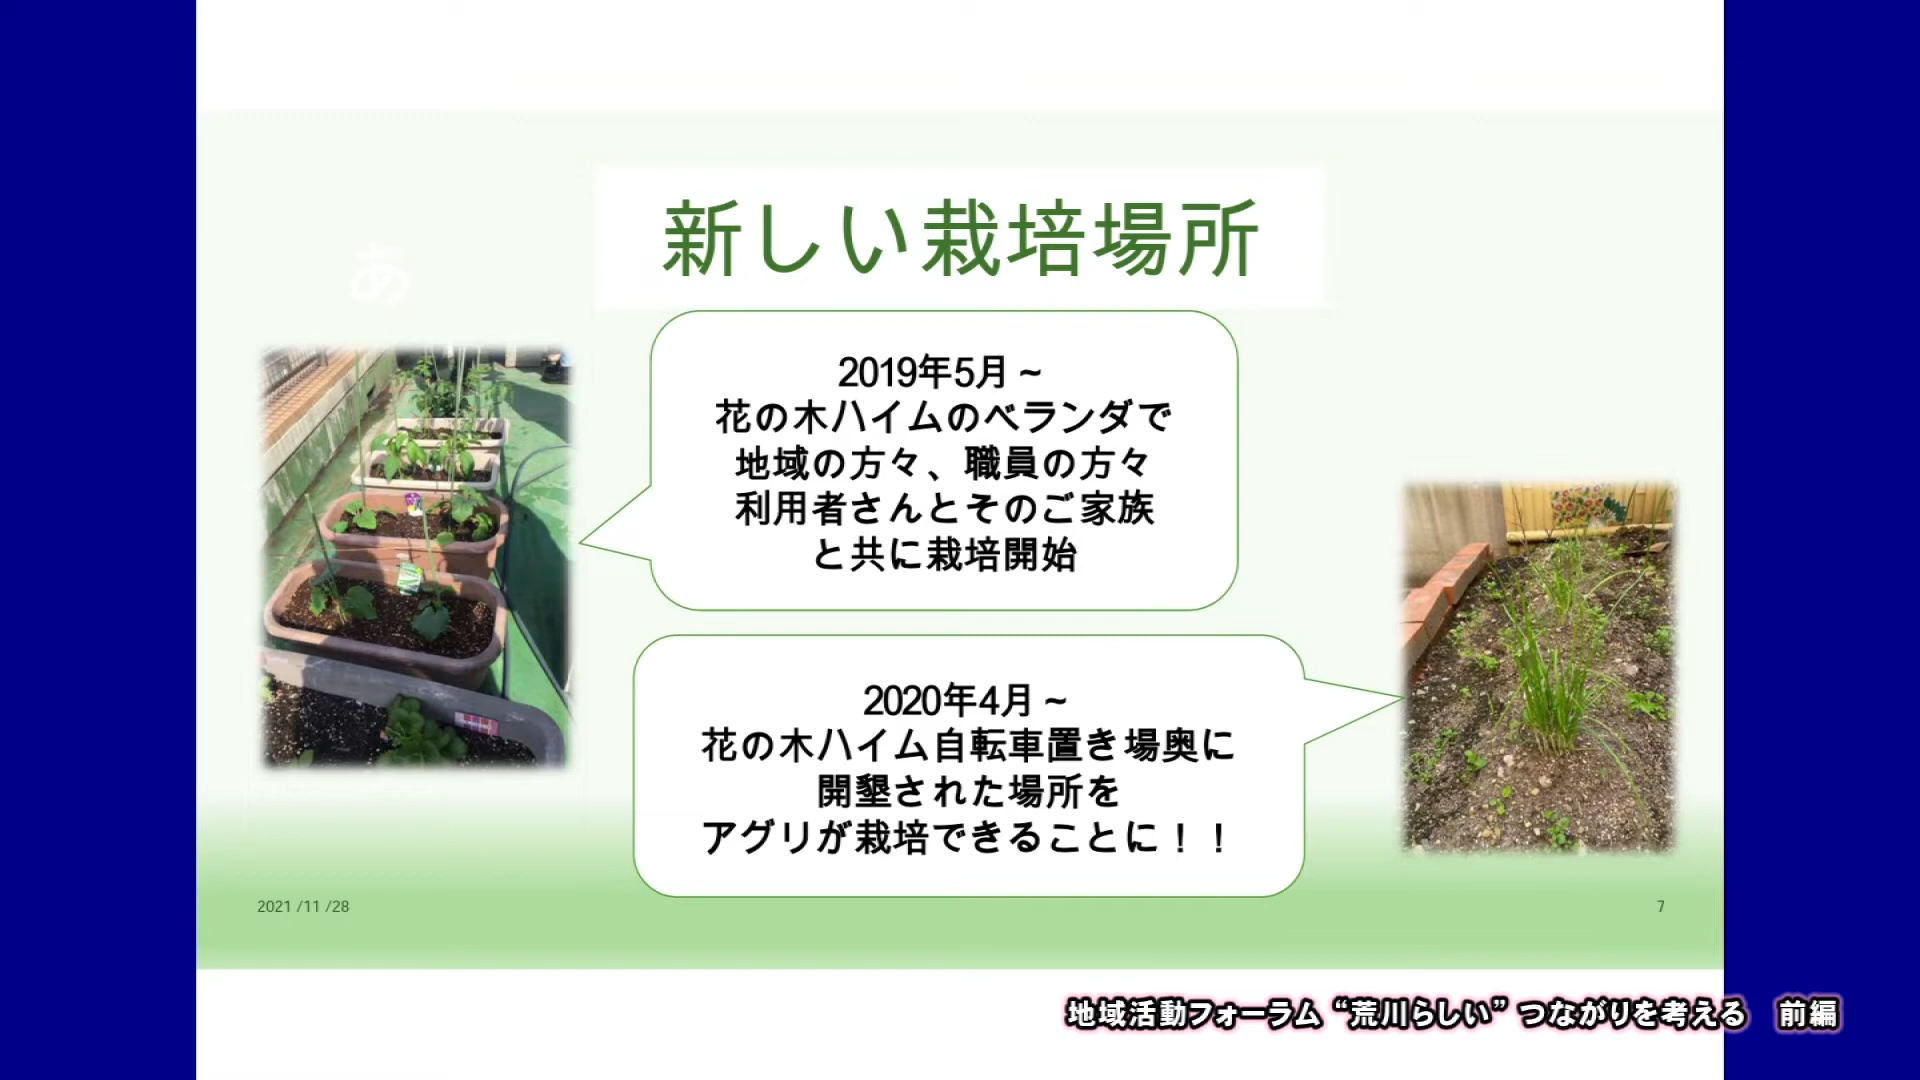 新しい栽培場所
あ
2019年5月～
花の木ハイムのベランダで
地域の方々、職員の方々
利用者さんとそのご家族
と共に栽培開始
2020年4月～
花の木ハイム自転車置き場奥に
開墾された場所を
アグリが栽培できることに！！
2021 /11 /28
7
地域活動フォーラム“荒川らしい”つながりを考える　前編